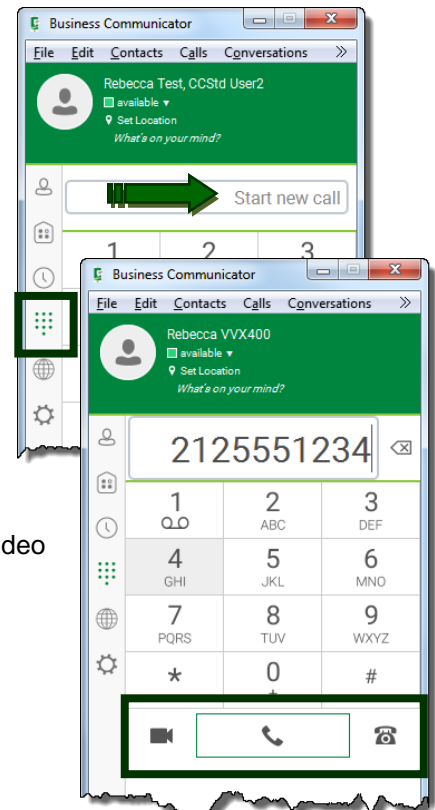 Business Communicator
File Edit Contacts Calls Conversations »
Rebecca Test, CCStd User2
available
Set Location
What's on your mind?
Start new call
1 2 3
Business Communicator
File Edit Contacts Calls Conversations »
Rebecca VVX400
available
Set Location
What's on your mind?
2125551234
1 2 3
ABC DEF
4 5 6
GHI JKL MNO
7 8 9
PQRS TUV WXYZ
* 0 #
+
deo